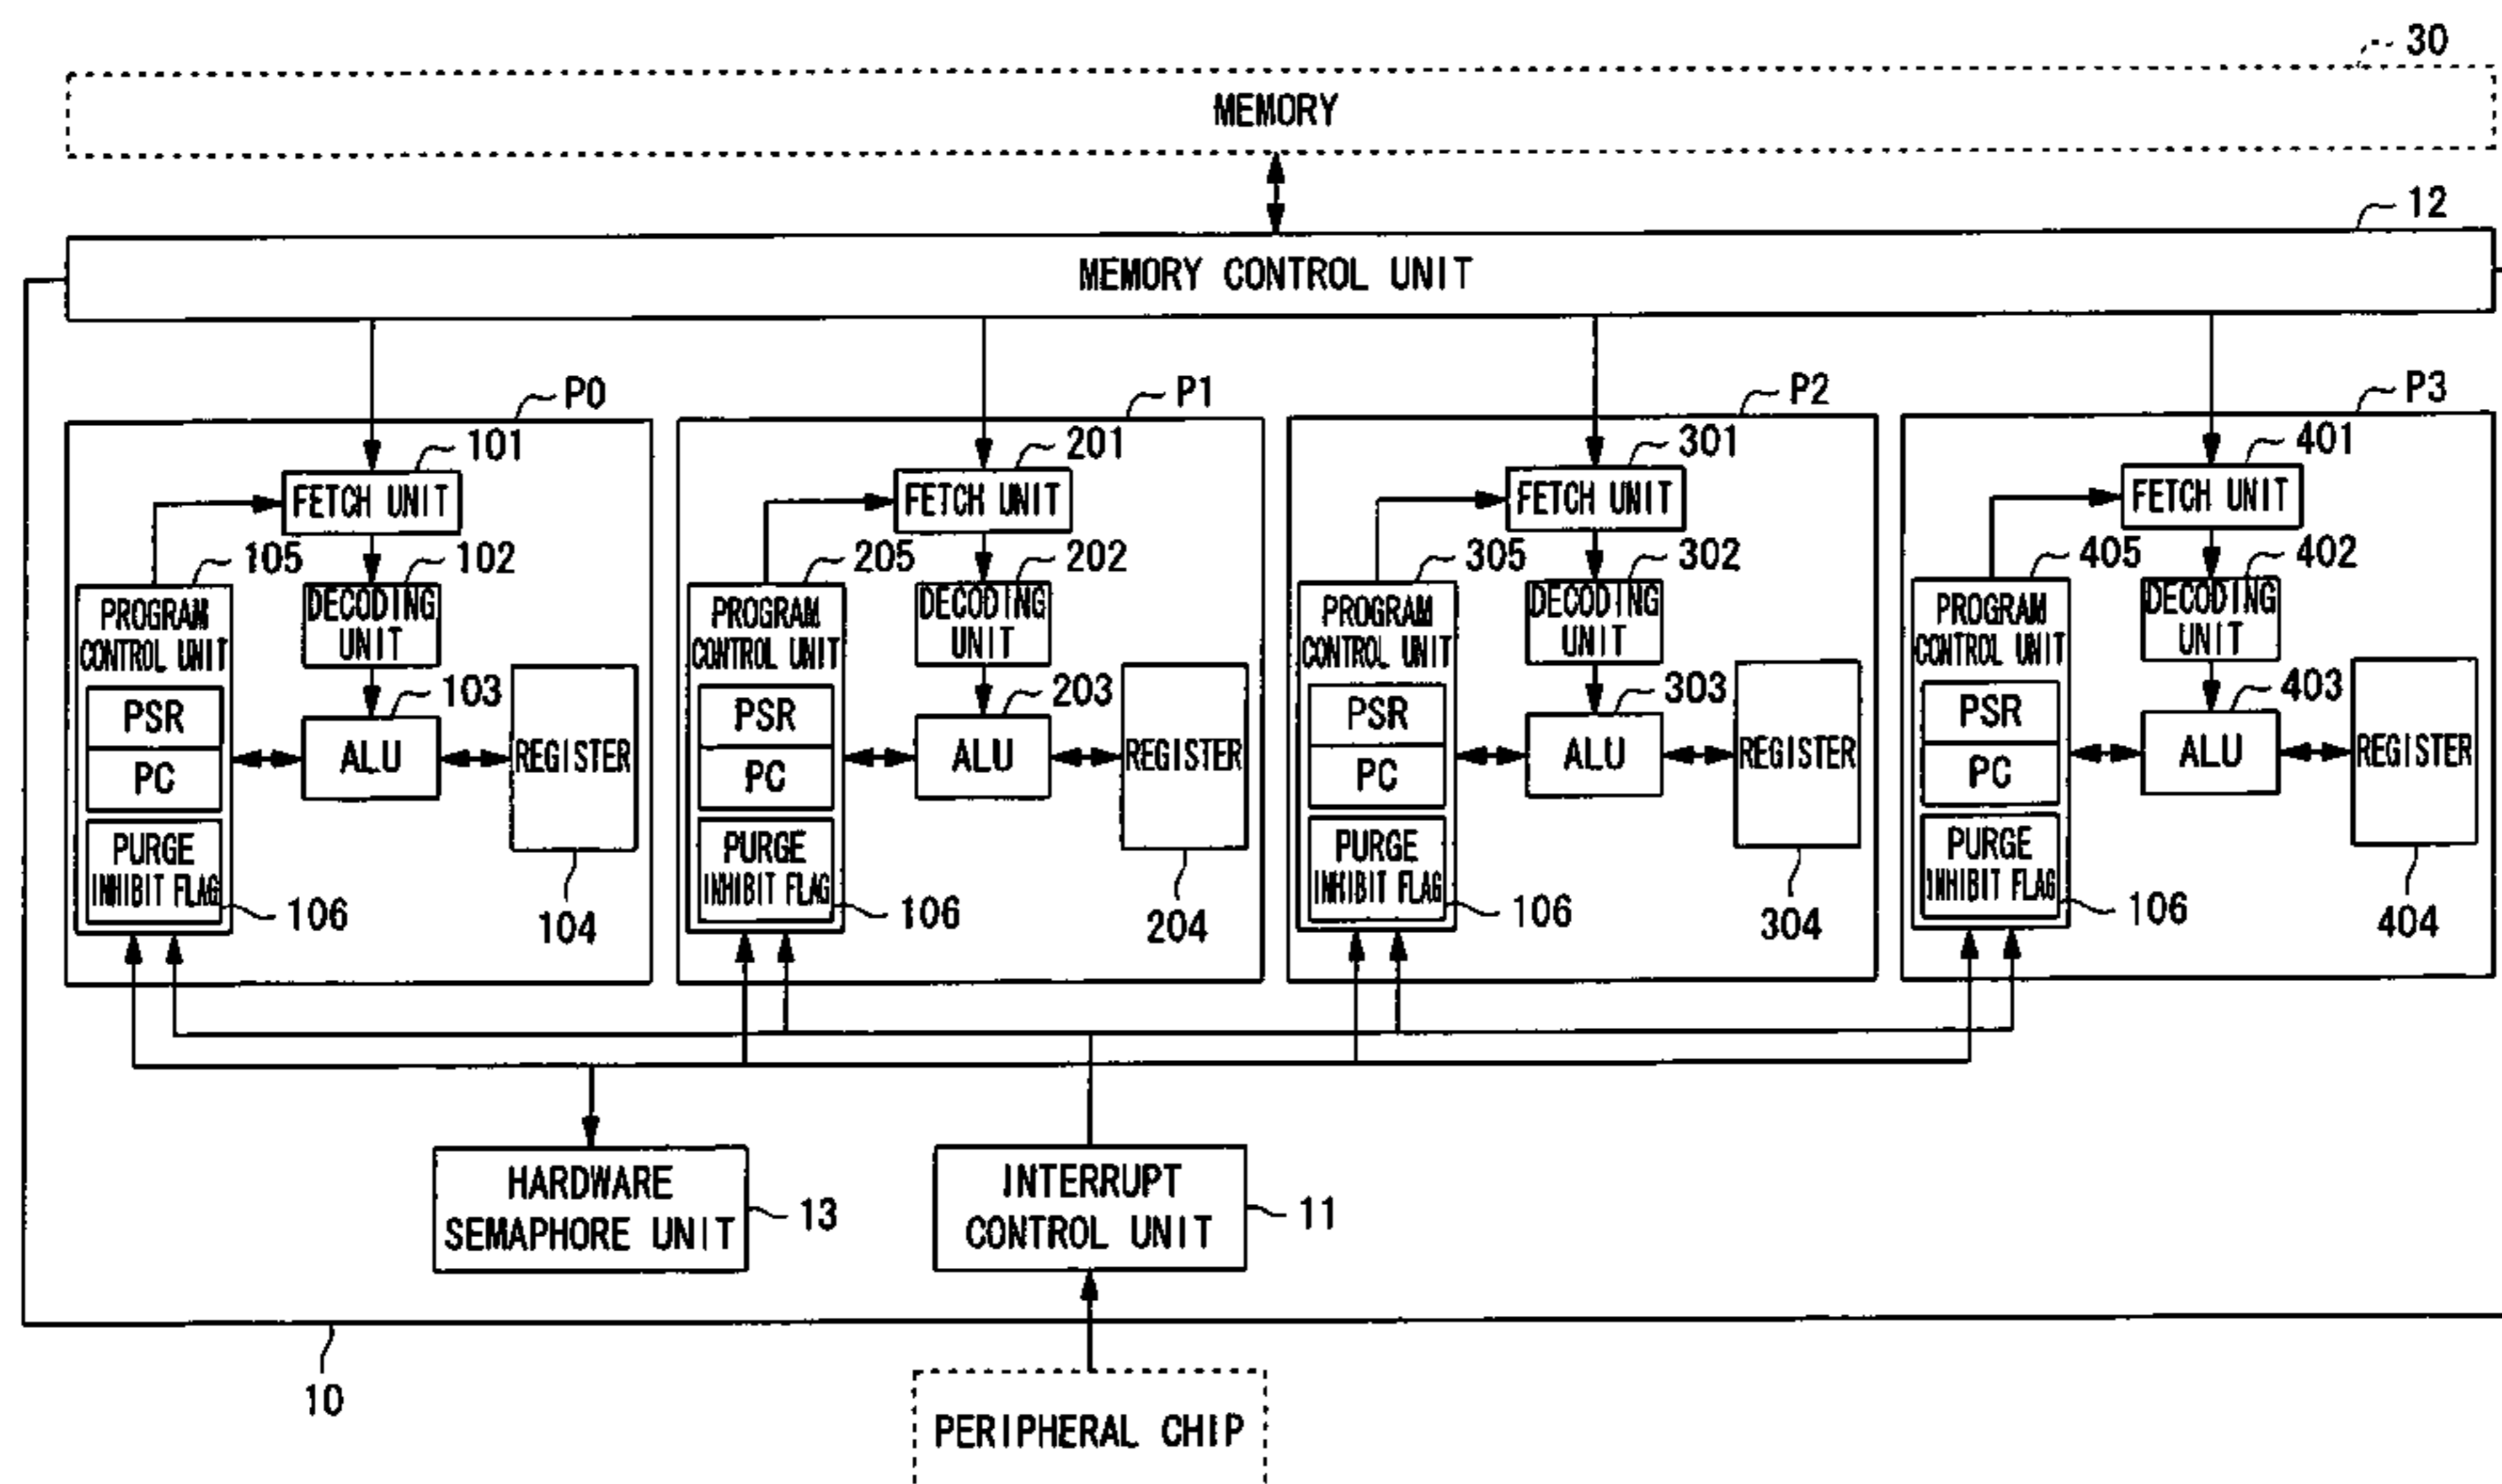 30
MEMORY
12
MEMORY CONTROL UNIT
P0
P1
P2
P3
101
FETCH UNIT
105
102
PROGRAM
CONTROL UNIT
DECODING
UNIT
PSR
PC
103
ALU
REGISTER
PURGE
INHIBIT FLAG
106
104
201
FETCH UNIT
205
202
PROGRAM
CONTROL UNIT
DECODING
UNIT
PSR
PC
203
ALU
REGISTER
PURGE
INHIBIT FLAG
106
204
301
FETCH UNIT
305
302
PROGRAM
CONTROL UNIT
DECODING
UNIT
PSR
PC
303
ALU
REGISTER
PURGE
INHIBIT FLAG
106
304
401
FETCH UNIT
405
402
PROGRAM
CONTROL UNIT
DECODING
UNIT
PSR
PC
403
ALU
REGISTER
PURGE
INHIBIT FLAG
106
404
HARDWARE
SEMAPHORE UNIT
13
INTERRUPT
CONTROL UNIT
11
10
PERIPHERAL CHIP